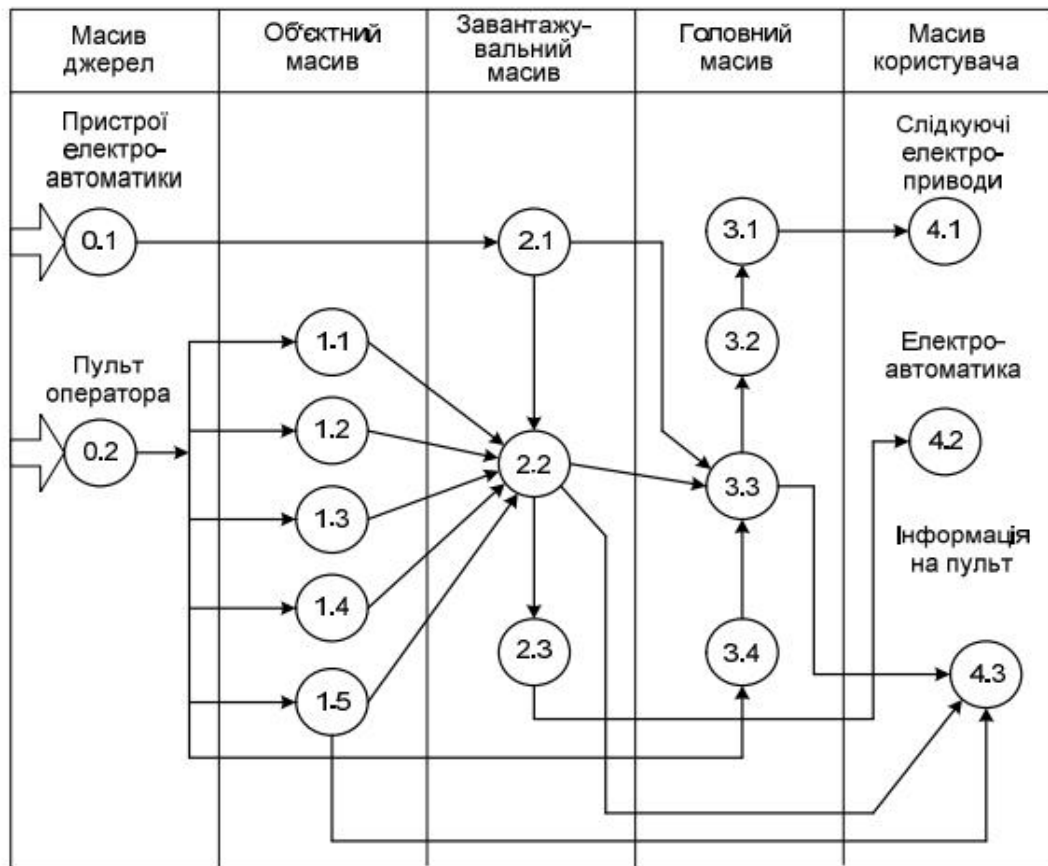 Масив
джерел
Об'єктний
масив
Завантажу-
вальний
масив
Головний
масив
Масив
користувача
Пристрої
електро-
автоматики
Слідкуючі
електро-
приводи
0.1
2.1
3.1
4.1
1.1
3.2
Пульт
оператора
Електро-
автоматика
0.2
1.2
2.2
4.2
3.3
1.3
Інформація
на пульт
1.4
2.3
3.4
1.5
4.3